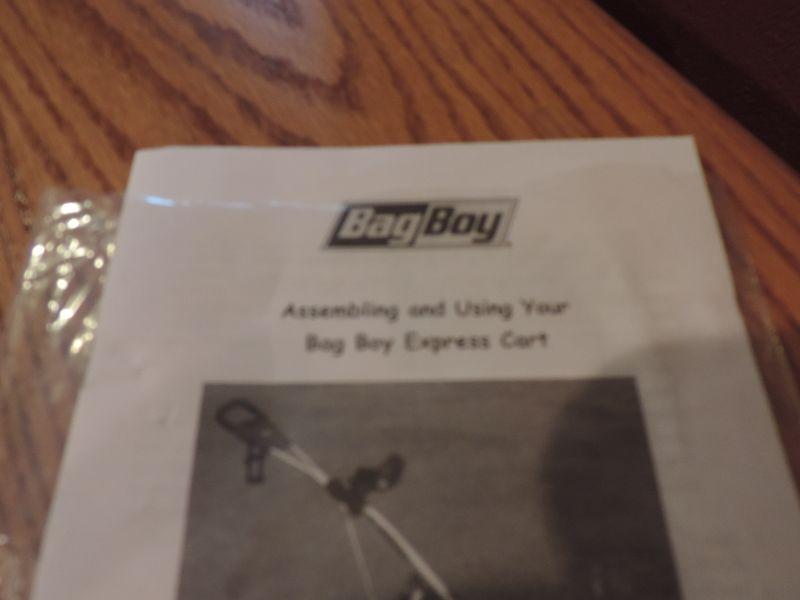 BagBoy
Assembling and Using Your
Bag Boy Express Cart